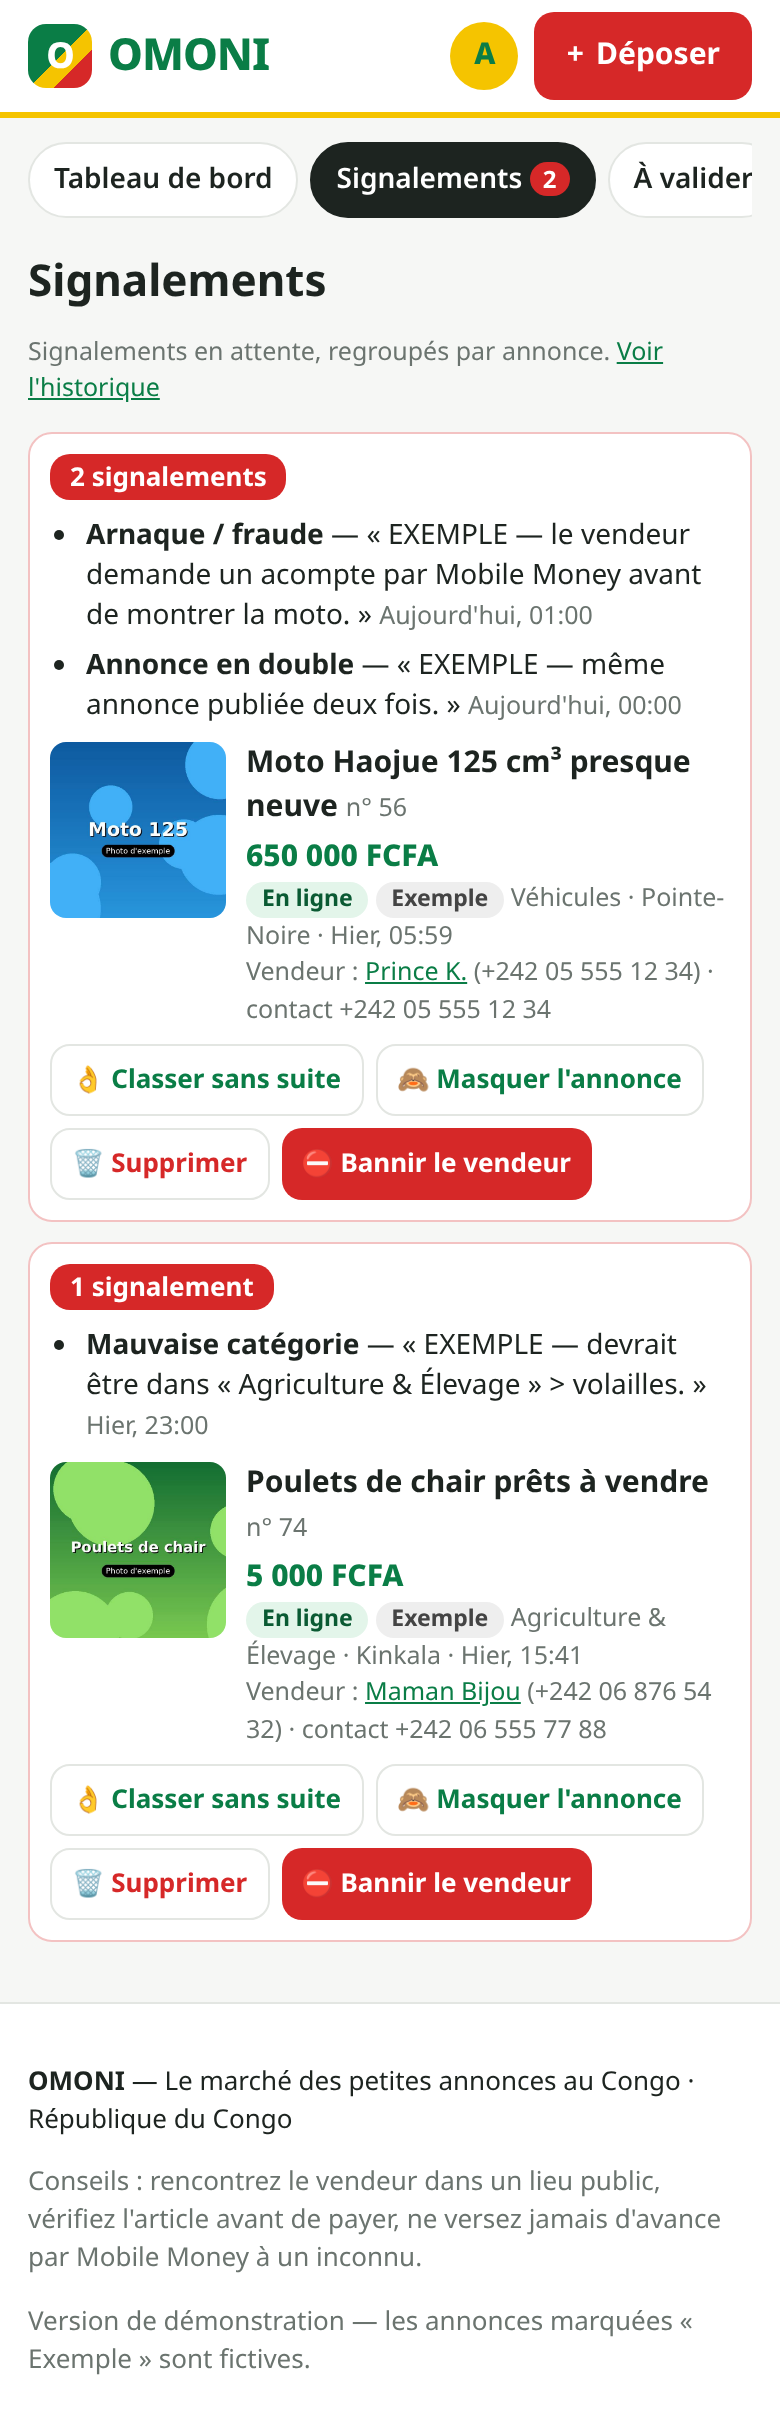 O OMONI
A
+ Déposer
Tableau de bord
Signalements 2
À valider
Signalements
Signalements en attente, regroupés par annonce. Voir
l'historique
2 signalements
• Arnaque / fraude — « EXEMPLE — le vendeur
demande un acompte par Mobile Money avant
de montrer la moto. » Aujourd'hui, 01:00
• Annonce en double — « EXEMPLE — même
annonce publiée deux fois. » Aujourd'hui, 00:00
Moto 125
Photo d'exemple
Moto Haojue 125 cm³ presque
neuve n° 56
650 000 FCFA
En ligne Exemple Véhicules · Pointe-
Noire · Hier, 05:59
Vendeur : Prince K. (+242 05 555 12 34) ·
contact +242 05 555 12 34
👌 Classer sans suite
🙈 Masquer l'annonce
🗑️ Supprimer
⛔ Bannir le vendeur
1 signalement
• Mauvaise catégorie — « EXEMPLE — devrait
être dans « Agriculture & Élevage » > volailles. »
Hier, 23:00
Poulets de chair
Photo d'exemple
Poulets de chair prêts à vendre
n° 74
5 000 FCFA
En ligne Exemple Agriculture &
Élevage · Kinkala · Hier, 15:41
Vendeur : Maman Bijou (+242 06 876 54
32) · contact +242 06 555 77 88
👌 Classer sans suite
🙈 Masquer l'annonce
🗑️ Supprimer
⛔ Bannir le vendeur
OMONI — Le marché des petites annonces au Congo ·
République du Congo
Conseils : rencontrez le vendeur dans un lieu public,
vérifiez l'article avant de payer, ne versez jamais d'avance
par Mobile Money à un inconnu.
Version de démonstration — les annonces marquées «
Exemple » sont fictives.